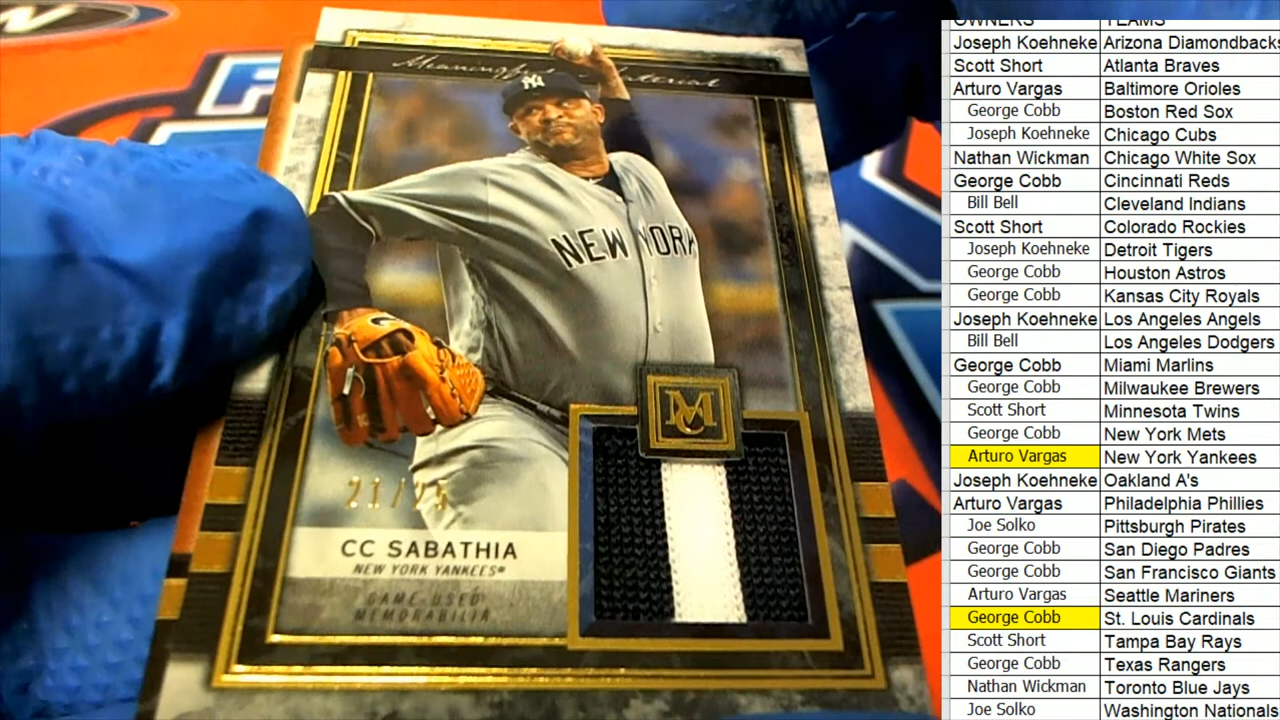 Meaningful Material
NY
NEW YORK
M
21/25
CC SABATHIA
NEW YORK YANKEES®
GAME-USED
MEMORABILIA
OWNERS TEAMS
Joseph Koehneke Arizona Diamondbacks
Scott Short Atlanta Braves
Arturo Vargas Baltimore Orioles
George Cobb Boston Red Sox
Joseph Koehneke Chicago Cubs
Nathan Wickman Chicago White Sox
George Cobb Cincinnati Reds
Bill Bell Cleveland Indians
Scott Short Colorado Rockies
Joseph Koehneke Detroit Tigers
George Cobb Houston Astros
George Cobb Kansas City Royals
Joseph Koehneke Los Angeles Angels
Bill Bell Los Angeles Dodgers
George Cobb Miami Marlins
George Cobb Milwaukee Brewers
Scott Short Minnesota Twins
George Cobb New York Mets
Arturo Vargas New York Yankees
Joseph Koehneke Oakland A's
Arturo Vargas Philadelphia Phillies
Joe Solko Pittsburgh Pirates
George Cobb San Diego Padres
George Cobb San Francisco Giants
Arturo Vargas Seattle Mariners
George Cobb St. Louis Cardinals
Scott Short Tampa Bay Rays
George Cobb Texas Rangers
Nathan Wickman Toronto Blue Jays
Joe Solko Washington Nationals